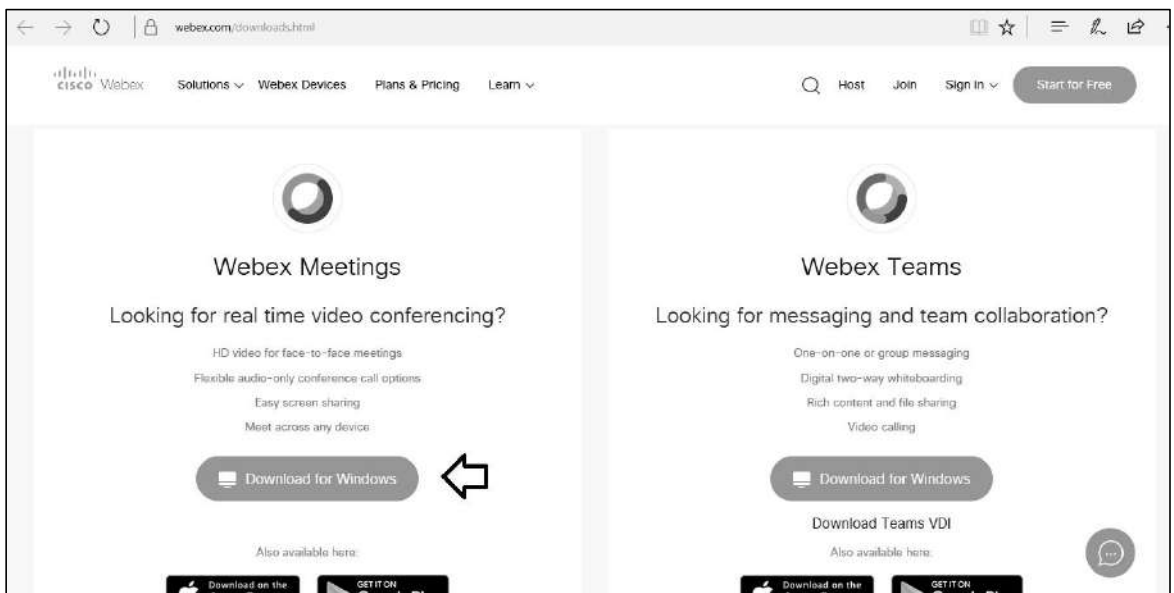 webex.com/downloads.html
CISCO Webex Solutions Webex Devices Plans & Pricing Learn Host Join Sign In Start for Free
Webex Meetings
Looking for real time video conferencing?
HD video for face-to-face meetings
Flexible audio-only conference call options
Easy screen sharing
Meet across any device
Download for Windows
Also available here:
Download on the
GET IT ON
Webex Teams
Looking for messaging and team collaboration?
One-on-one or group messaging
Digital two-way whiteboarding
Rich content and file sharing
Video calling
Download for Windows
Download Teams VDI
Also available here:
Download on the
GET IT ON